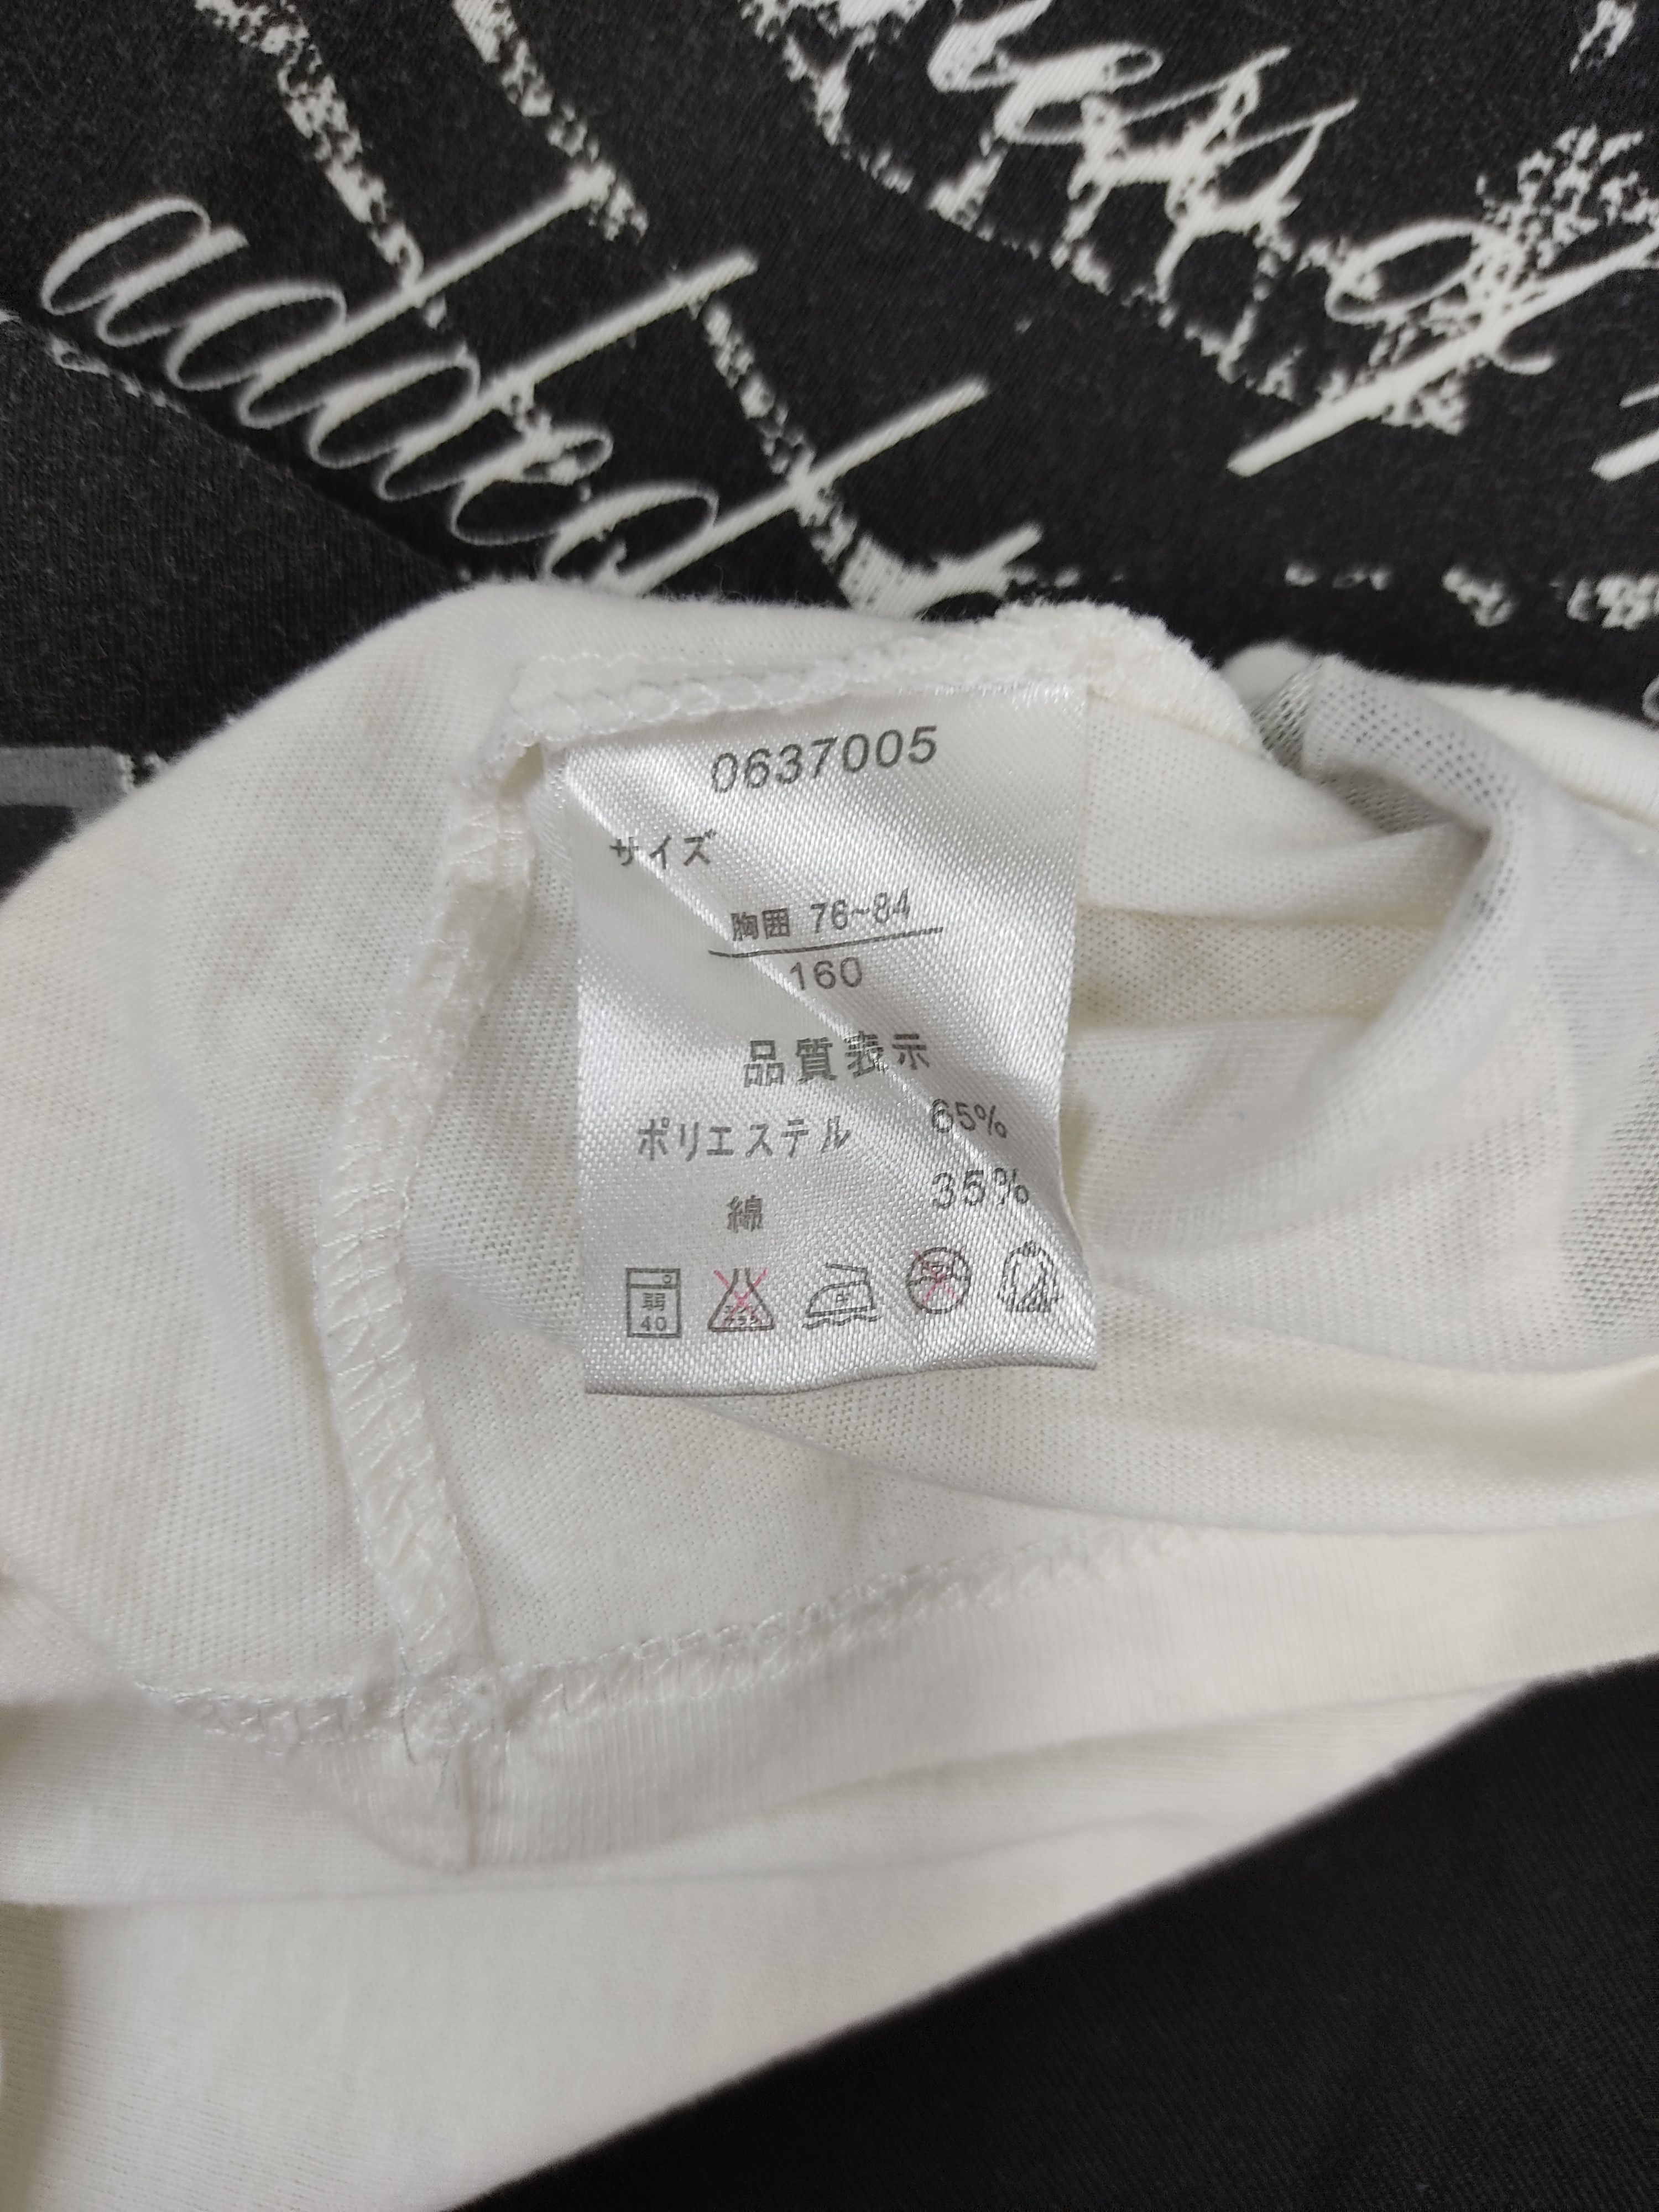 added
0637005
サイズ
胸囲 76~84
160
品質表示
ポリエステル 65%
綿 35%
弱
40